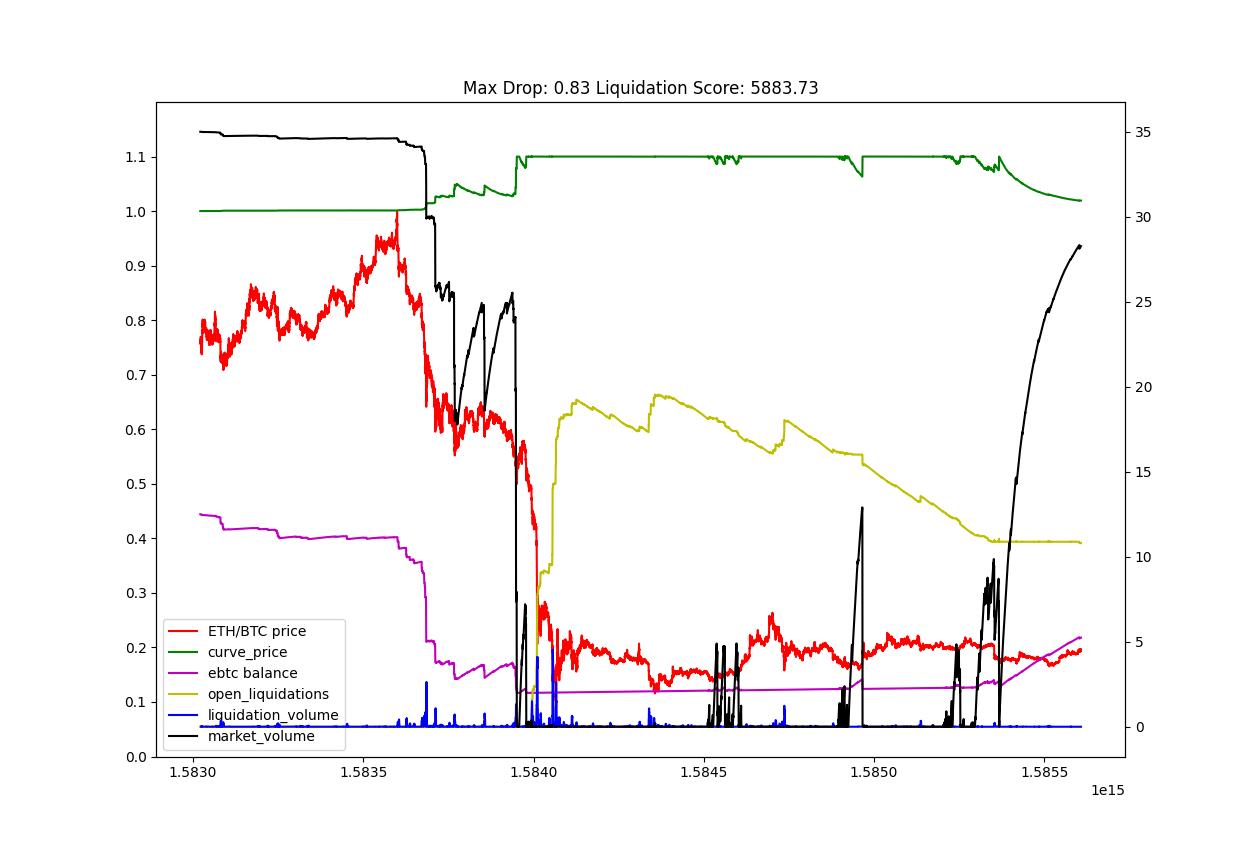 Max Drop: 0.83 Liquidation Score: 5883.73
1.1
1.0
0.9
0.8
0.7
0.6
0.5
0.4
0.3
0.2
0.1
0.0
35
30
25
20
15
10
5
0
ETH/BTC price
curve_price
ebtc balance
open_liquidations
liquidation_volume
market_volume
1.5830 1.5835 1.5840 1.5845 1.5850 1.5855
1e15